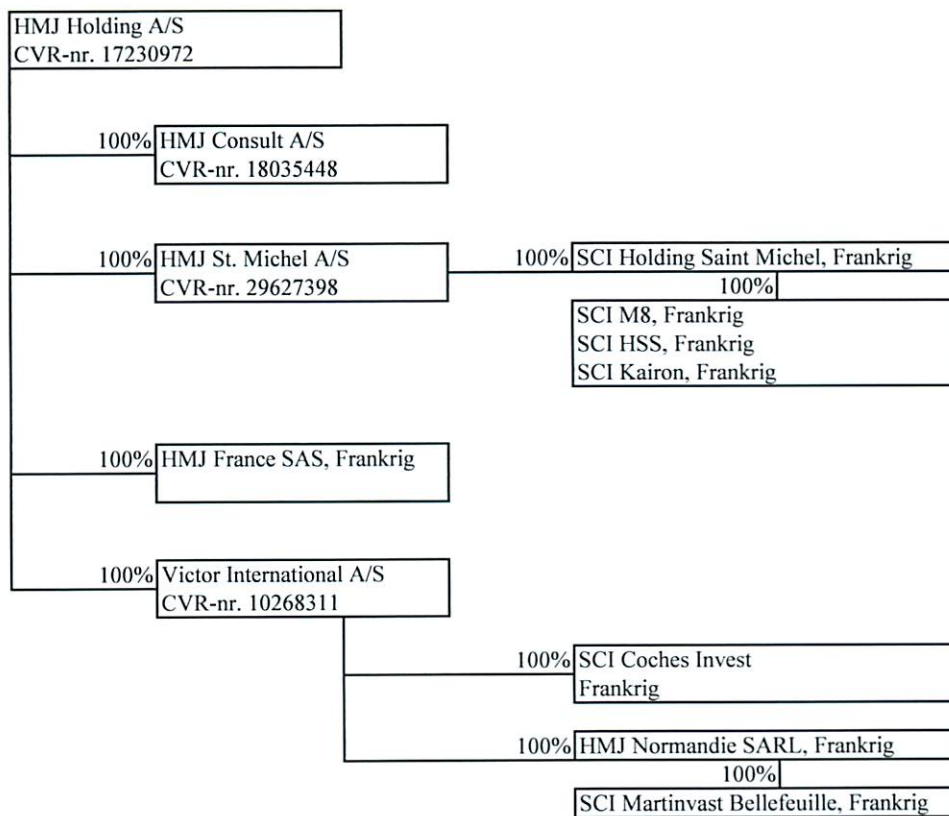 HMJ Holding A/S
CVR-nr. 17230972
100% HMJ Consult A/S
CVR-nr. 18035448
100% HMJ St. Michel A/S
CVR-nr. 29627398
100% SCI Holding Saint Michel, Frankrig
100%
SCI M8, Frankrig
SCI HSS, Frankrig
SCI Kairon, Frankrig
100% HMJ France SAS, Frankrig
100% Victor International A/S
CVR-nr. 10268311
100% SCI Coches Invest
Frankrig
100% HMJ Normandie SARL, Frankrig
100%
SCI Martinvast Bellefeuille, Frankrig